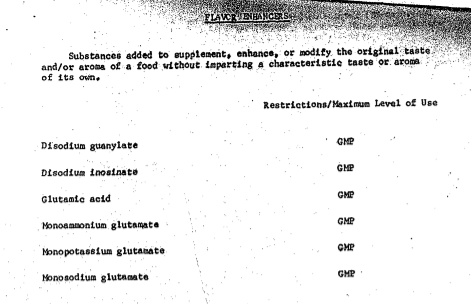 FLAVOR ENHANCERS
Substances added to supplement, enhance, or modify the original taste
and/or aroma of a food without imparting a characteristic taste or aroma
of its own.
Restrictions/Maximum Level of Use
Disodium guanylate GMP
Disodium inosinate GMP
Glutamic acid GMP
Monoammonium glutamate GMP
Monopotassium glutamate GMP
Monosodium glutamate GMP